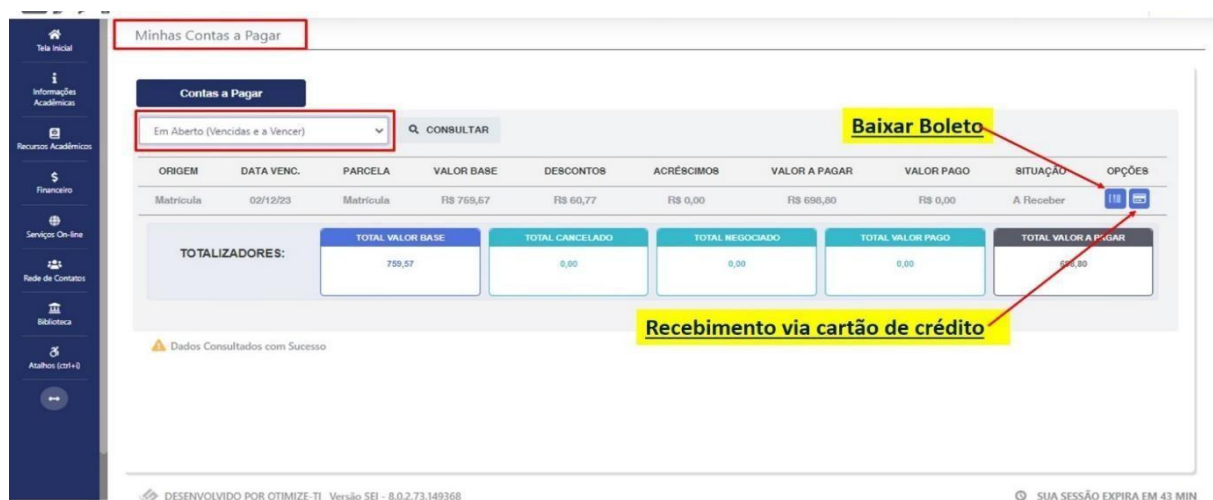 Minhas Contas a Pagar
Tela Inicial
Informações
Acadêmicas
Recursos Acadêmicos
Financeiro
Serviços On-line
Rede de Contatos
Biblioteca
Atalhos (ctrl+i)
Contas a Pagar
Em Aberto (Vencidas e a Vencer)
CONSULTAR
Baixar Boleto
ORIGEM DATA VENC. PARCELA VALOR BASE DESCONTOS ACRÉSCIMOS VALOR A PAGAR VALOR PAGO SITUAÇÃO OPÇÕES
Matrícula 02/12/23 Matrícula R$ 759,57 R$ 60,77 R$ 0,00 R$ 698,80 R$ 0,00 A Receber
TOTALIZADORES:
TOTAL VALOR BASE TOTAL CANCELADO TOTAL NEGOCIADO TOTAL VALOR PAGO TOTAL VALOR A PAGAR
759,57 0,00 0,00 0,00 698,80
Recebimento via cartão de crédito
Dados Consultados com Sucesso
DESENVOLVIDO POR OTIMIZE-TI Versão SEI - 8.0.2.73.149368
SUA SESSÃO EXPIRA EM 43 MIN